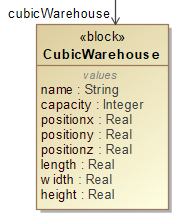 cubicWarehouse
«block»
CubicWarehouse
values
name : String
capacity : Integer
positionx : Real
positiony : Real
positionz : Real
length : Real
width : Real
height : Real